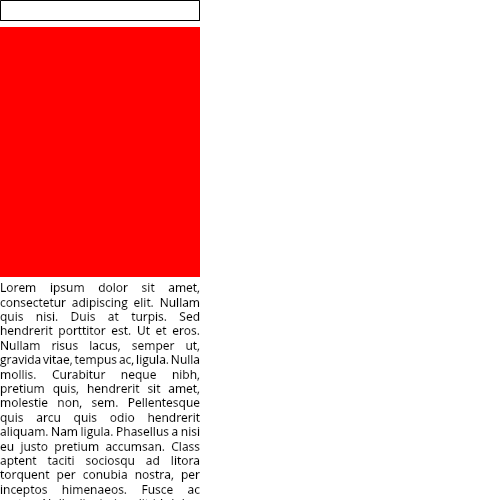 Lorem ipsum dolor sit amet,
consectetur adipiscing elit. Nullam
quis nisi. Duis at turpis. Sed
hendrerit porttitor est. Ut et eros.
Nullam risus lacus, semper ut,
gravida vitae, tempus ac, ligula. Nulla
mollis. Curabitur neque nibh,
pretium quis, hendrerit sit amet,
molestie non, sem. Pellentesque
quis arcu quis odio hendrerit
aliquam. Nam ligula. Phasellus a nisi
eu justo pretium accumsan. Class
aptent taciti sociosqu ad litora
torquent per conubia nostra, per
inceptos himenaeos. Fusce ac